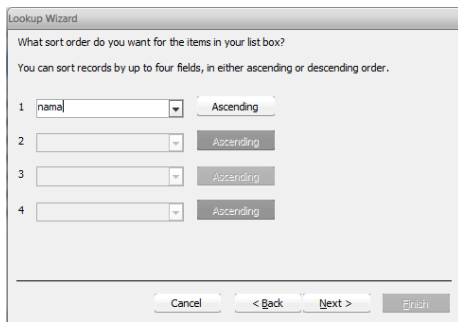 Lookup Wizard
What sort order do you want for the items in your list box?
You can sort records by up to four fields, in either ascending or descending order.
1 nama Ascending
2 Ascending
3 Ascending
4 Ascending
Cancel < Back Next > Finish